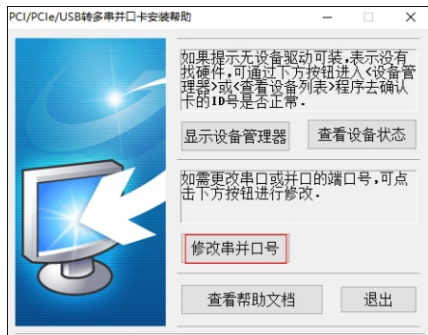 PCI/PCIe/USB转多串并口卡安装帮助
如果提示无设备驱动可装,表示没有
找硬件,可通过下方按钮进入<设备管
理器>或<查看设备列表>程序去确认
卡的ID号是否正常.
显示设备管理器
查看设备状态
如需更改串口或并口的端口号,可点
击下方按钮进行修改.
修改串并口号
查看帮助文档
退出